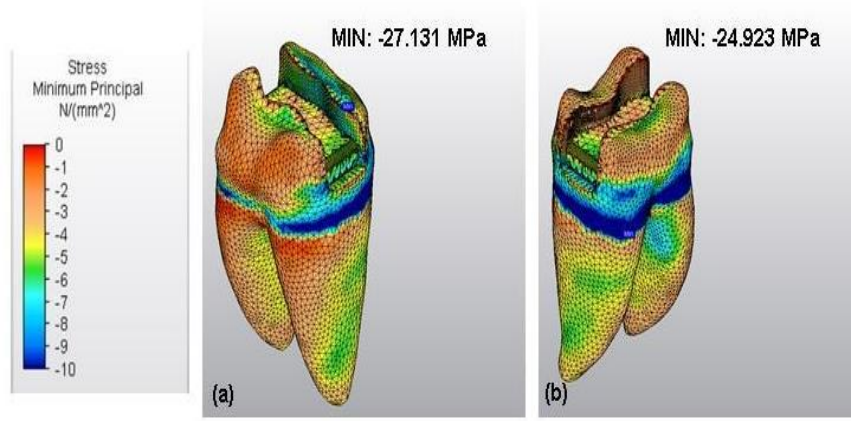 Stress
Minimum Principal
N/(mm^2)
0
-1
-2
-3
-4
-5
-6
-7
-8
-9
-10
MIN: -27.131 MPa
(a)
MIN: -24.923 MPa
(b)